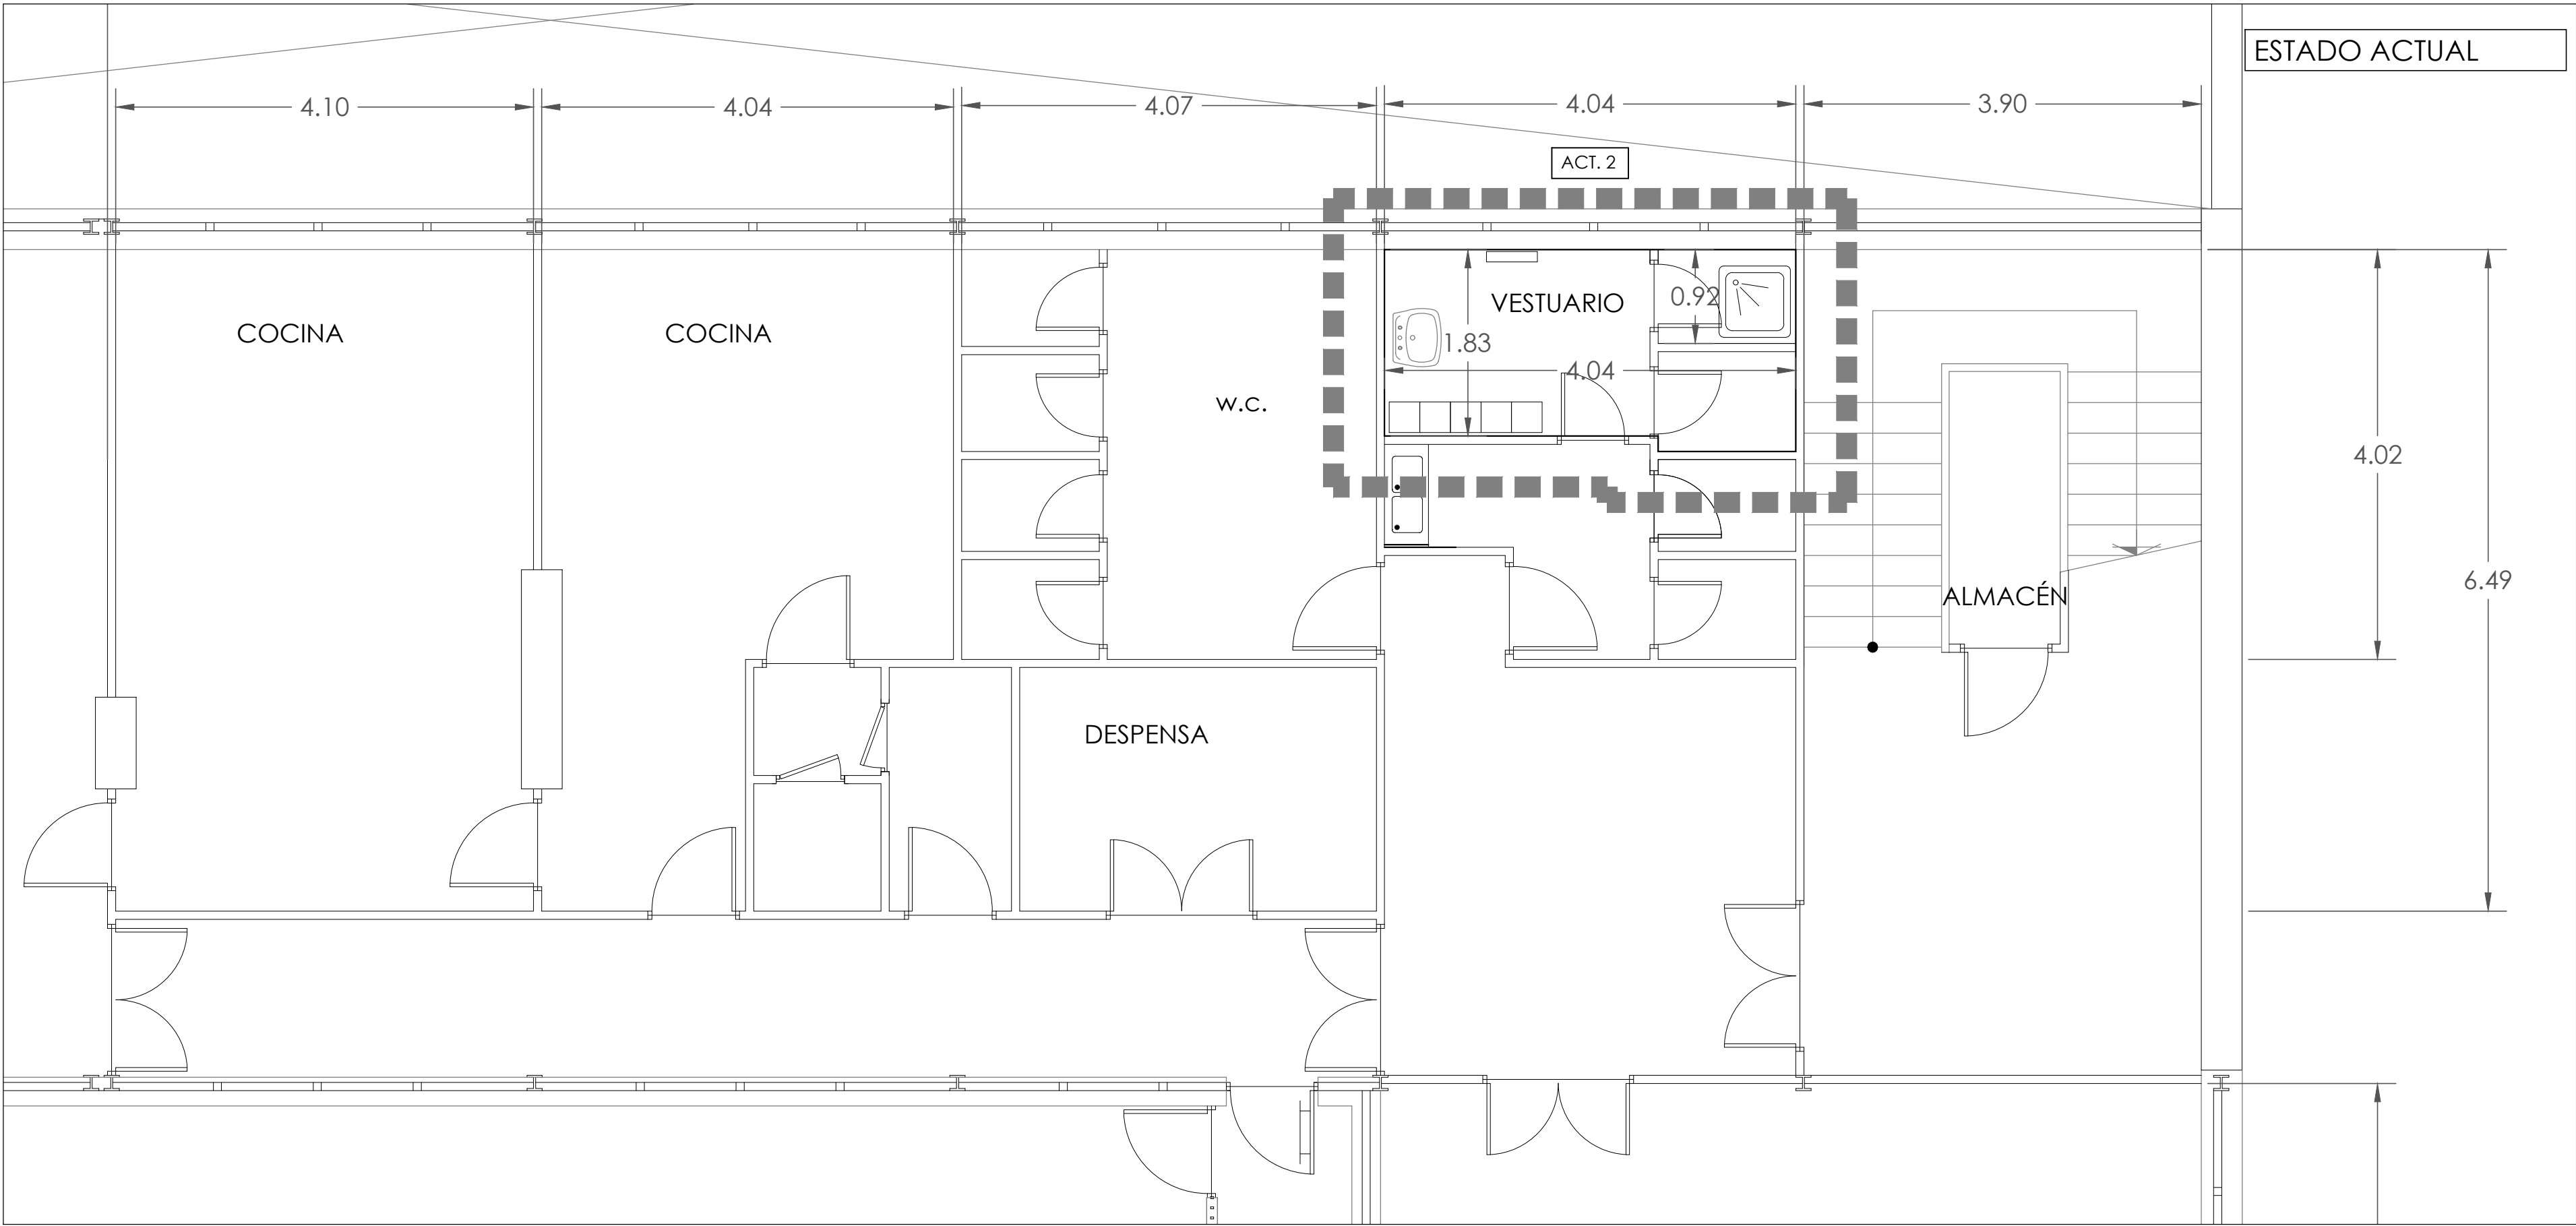 ESTADO ACTUAL
4.10
4.04
4.07
4.04
3.90
ACT. 2
VESTUARIO
0.92
1.83
4.04
COCINA
COCINA
W.C.
4.02
6.49
ALMACÉN
DESPENSA